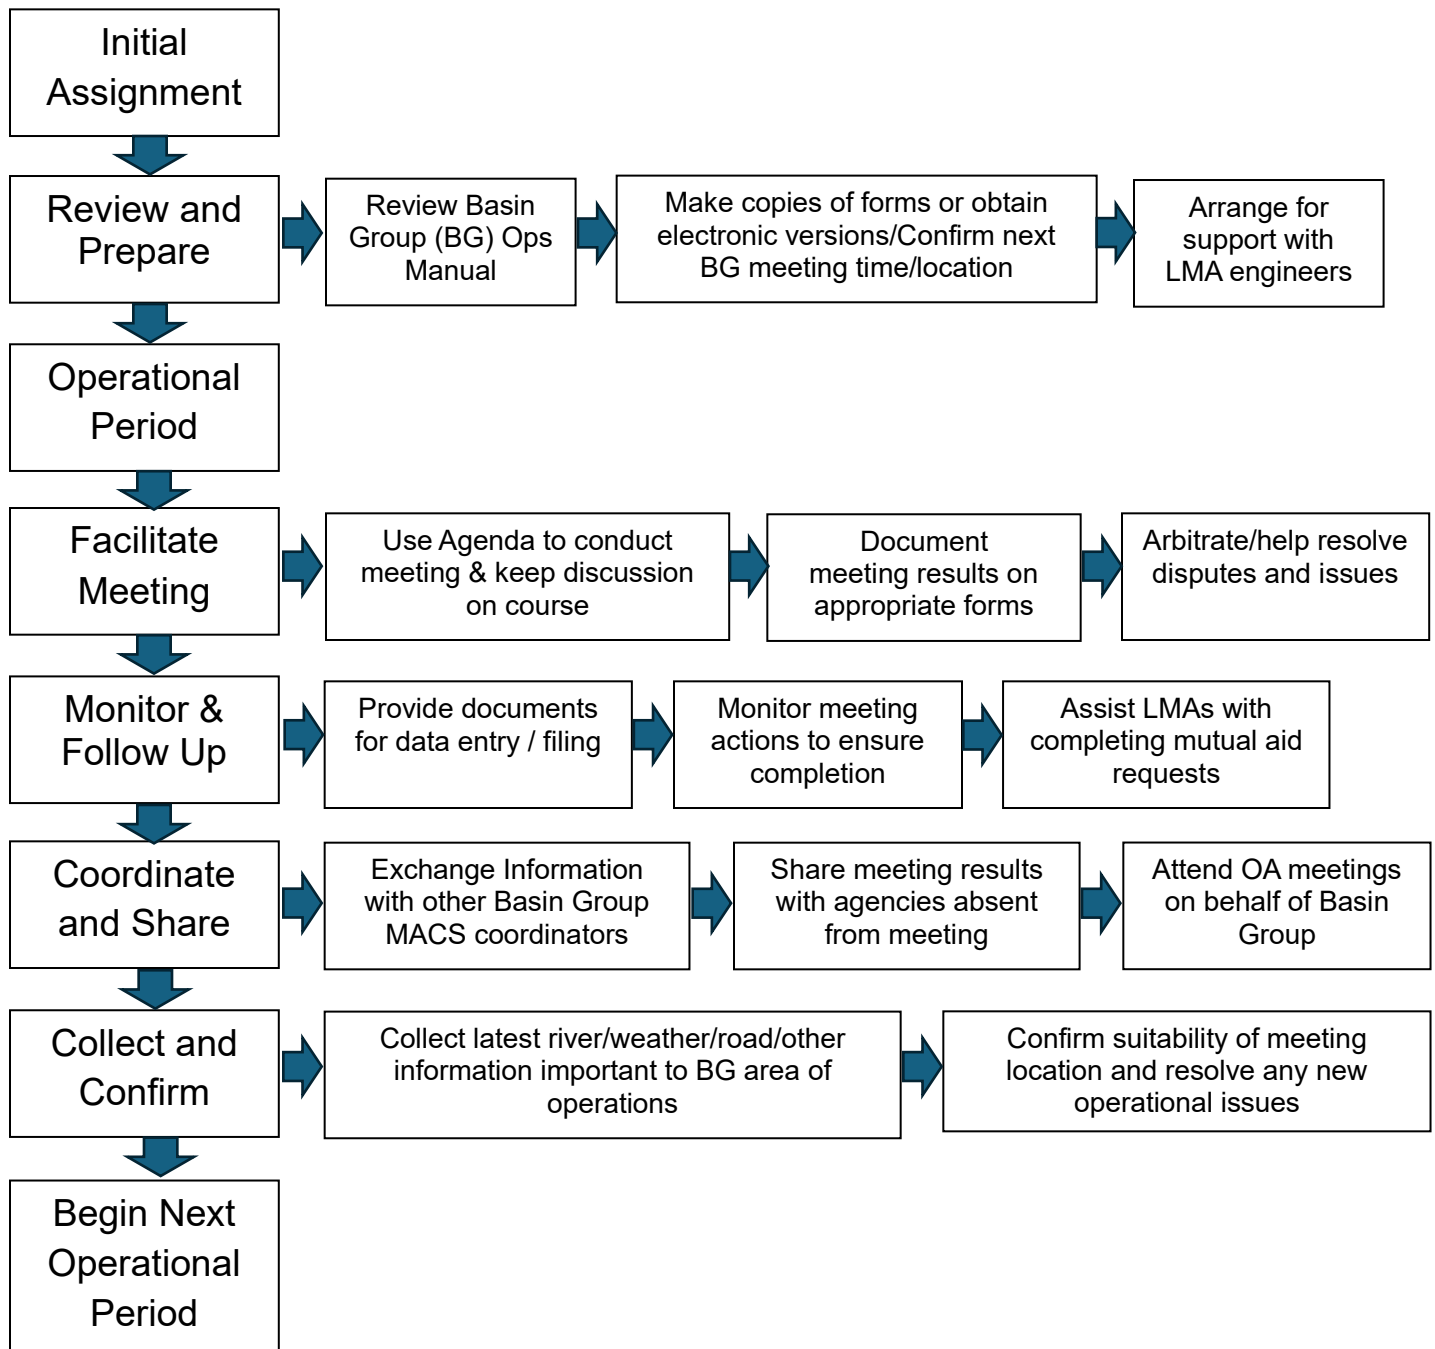 Initial
Assignment
Review and
Prepare
Review Basin
Group (BG) Ops
Manual
Make copies of forms or obtain
electronic versions/Confirm next
BG meeting time/location
Arrange for
support with
LMA engineers
Operational
Period
Facilitate
Meeting
Use Agenda to conduct
meeting & keep discussion
on course
Document
meeting results on
appropriate forms
Arbitrate/help resolve
disputes and issues
Monitor &
Follow Up
Provide documents
for data entry / filing
Monitor meeting
actions to ensure
completion
Assist LMAs with
completing mutual aid
requests
Coordinate
and Share
Exchange Information
with other Basin Group
MACS coordinators
Share meeting results
with agencies absent
from meeting
Attend OA meetings
on behalf of Basin
Group
Collect and
Confirm
Collect latest river/weather/road/other
information important to BG area of
operations
Confirm suitability of meeting
location and resolve any new
operational issues
Begin Next
Operational
Period